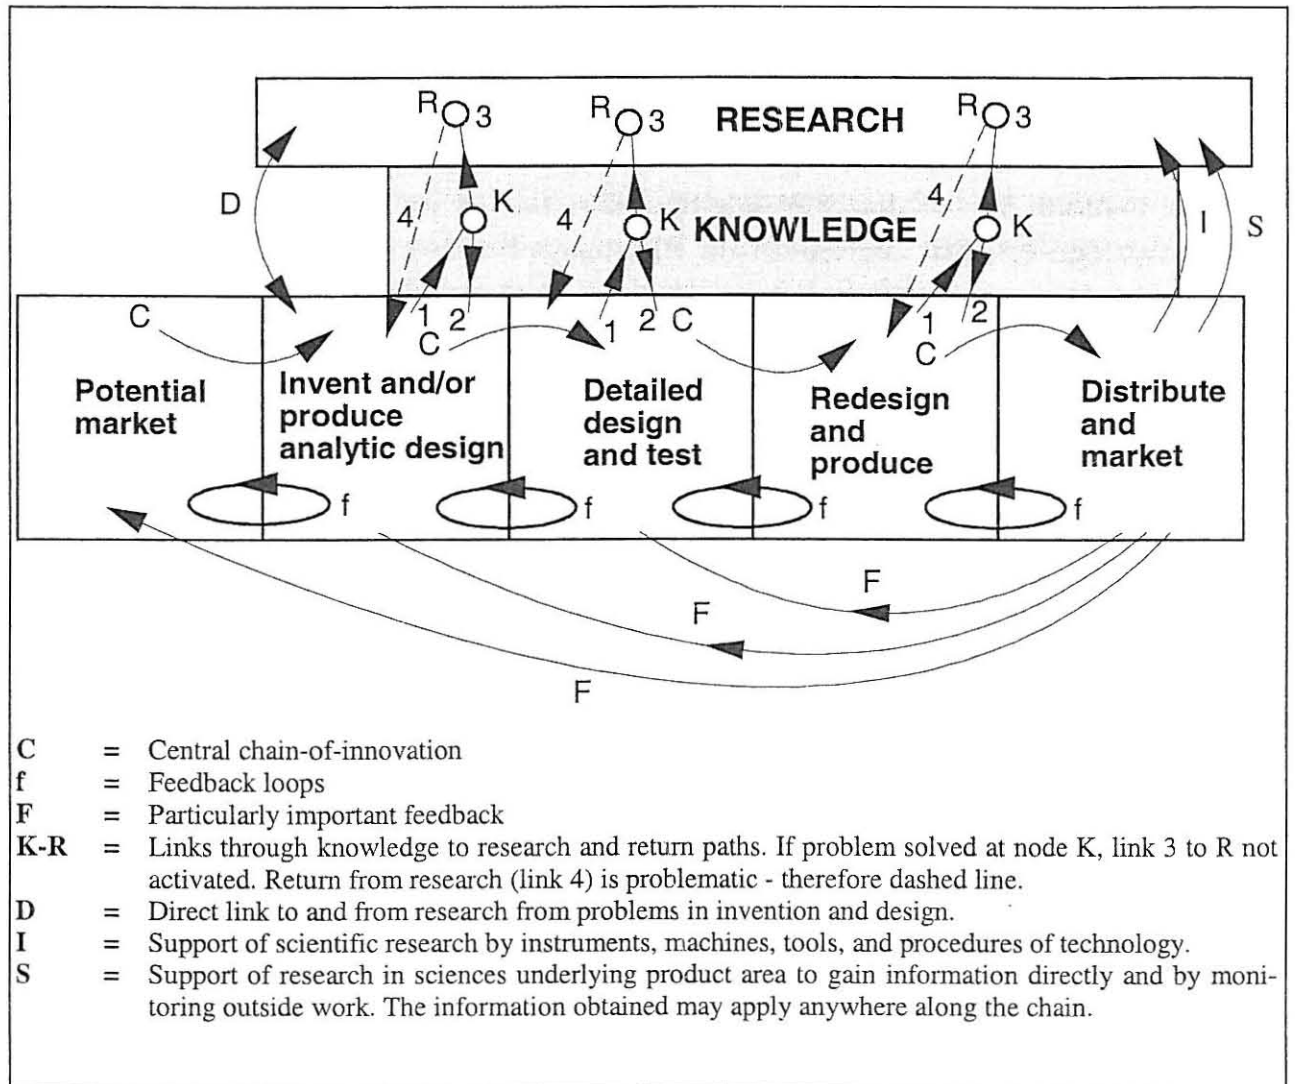 R 3 R 3 RESEARCH R 3
D 4 K 4 K KNOWLEDGE 4 K I S
C 1 2 C 1 2 C 1 2 C
Potential
market
Invent and/or
produce
analytic design
Detailed
design
and test
Redesign
and
produce
Distribute
and
market
f f f f
F
F
F
C = Central chain-of-innovation
f = Feedback loops
F = Particularly important feedback
K-R = Links through knowledge to research and return paths. If problem solved at node K, link 3 to R not
activated. Return from research (link 4) is problematic - therefore dashed line.
D = Direct link to and from research from problems in invention and design.
I = Support of scientific research by instruments, machines, tools, and procedures of technology.
S = Support of research in sciences underlying product area to gain information directly and by moni-
toring outside work. The information obtained may apply anywhere along the chain.